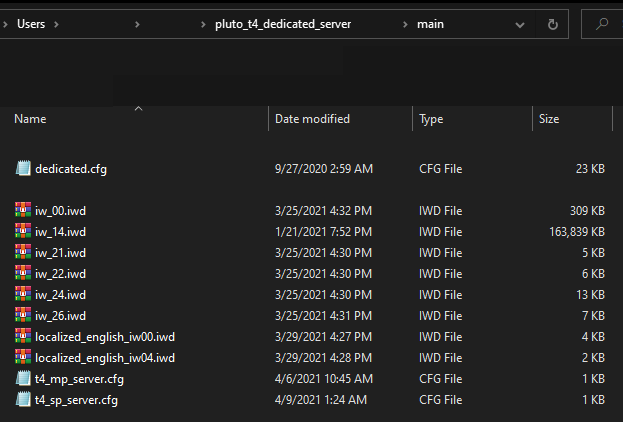 Users pluto_t4_dedicated_server main
Name Date modified Type Size
dedicated.cfg 9/27/2020 2:59 AM CFG File 23 KB
iw_00.iwd 3/25/2021 4:32 PM IWD File 309 KB
iw_14.iwd 1/21/2021 7:52 PM IWD File 163,839 KB
iw_21.iwd 3/25/2021 4:30 PM IWD File 5 KB
iw_22.iwd 3/25/2021 4:30 PM IWD File 6 KB
iw_24.iwd 3/25/2021 4:30 PM IWD File 13 KB
iw_26.iwd 3/25/2021 4:31 PM IWD File 7 KB
localized_english_iw00.iwd 3/29/2021 4:27 PM IWD File 4 KB
localized_english_iw04.iwd 3/29/2021 4:28 PM IWD File 2 KB
t4_mp_server.cfg 4/6/2021 10:45 AM CFG File 1 KB
t4_sp_server.cfg 4/9/2021 1:24 AM CFG File 1 KB